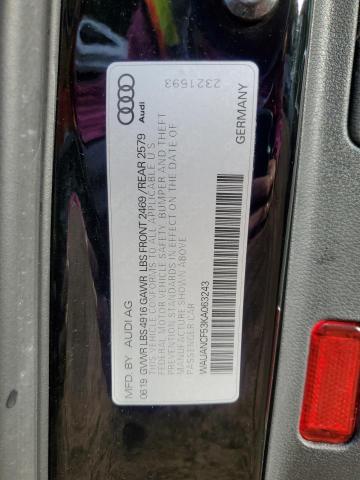 Audi
2321593
MFD. BY AUDI AG
0619 GVWR LBS 4916 GAWR LBS FRONT 2469 / REAR 2579
THIS VEHICLE CONFORMS TO ALL APPLICABLE U.S.
FEDERAL MOTOR VEHICLE SAFETY, BUMPER AND THEFT
PREVENTION STANDARDS IN EFFECT ON THE DATE OF
MANUFACTURE SHOWN ABOVE
PASSENGER CAR
WAUANCF53KA063243
GERMANY